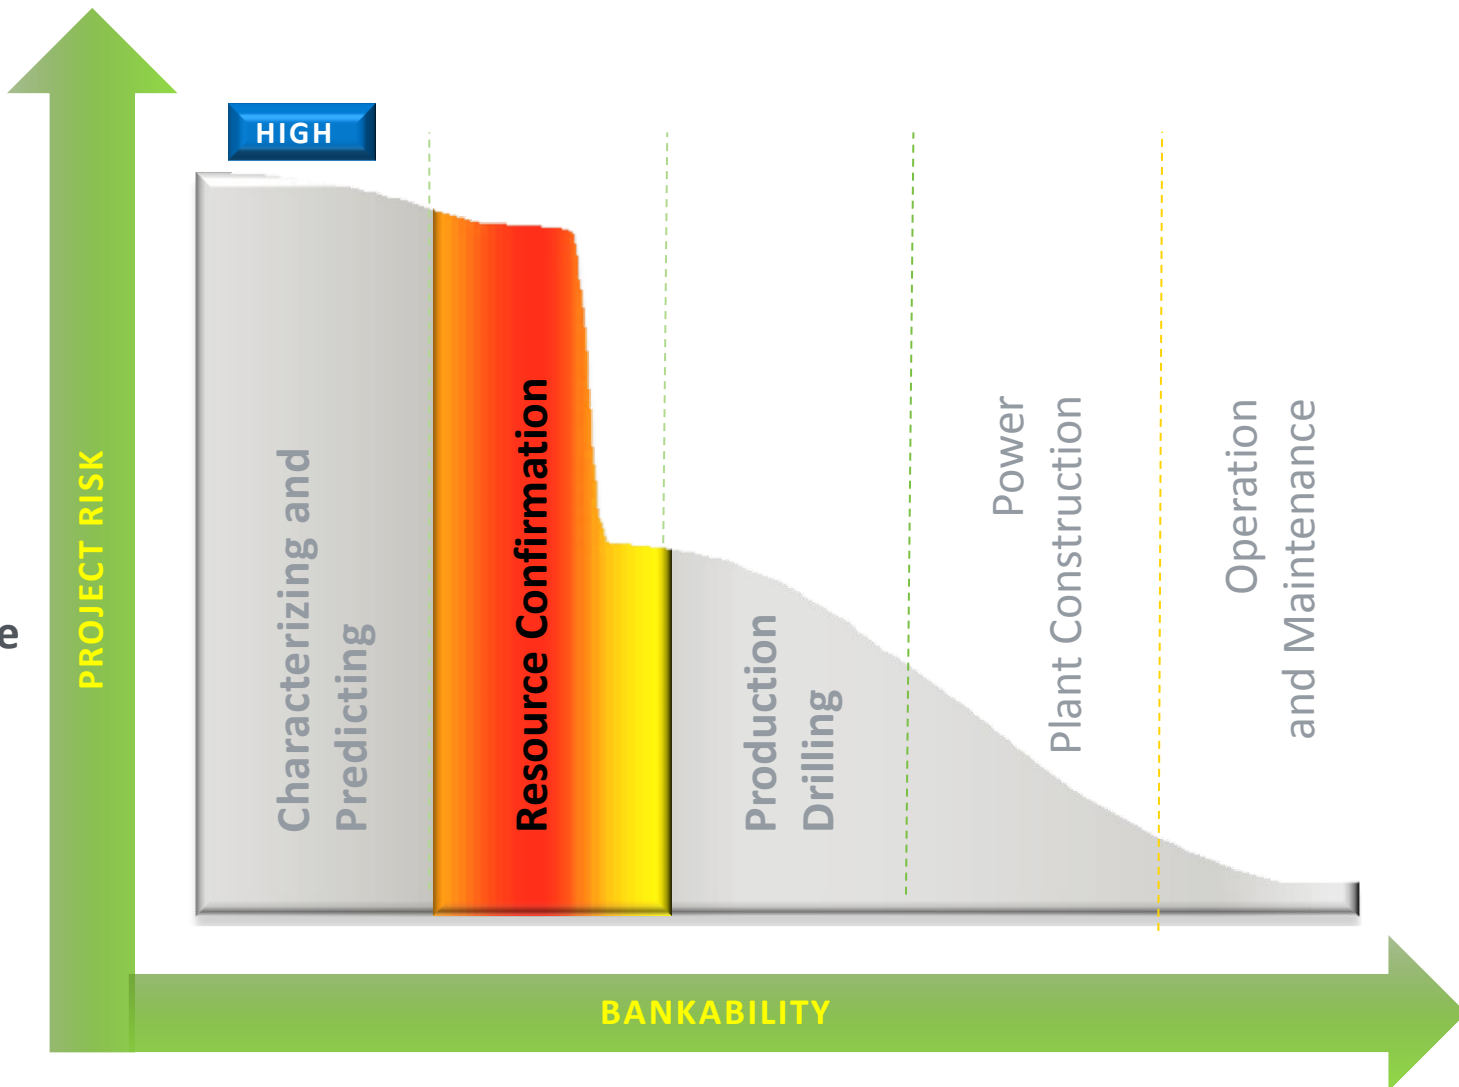 HIGH
PROJECT RISK
Characterizing and
Predicting
Resource Confirmation
Production
Drilling
Power
Plant Construction
Operation
and Maintenance
e
BANKABILITY